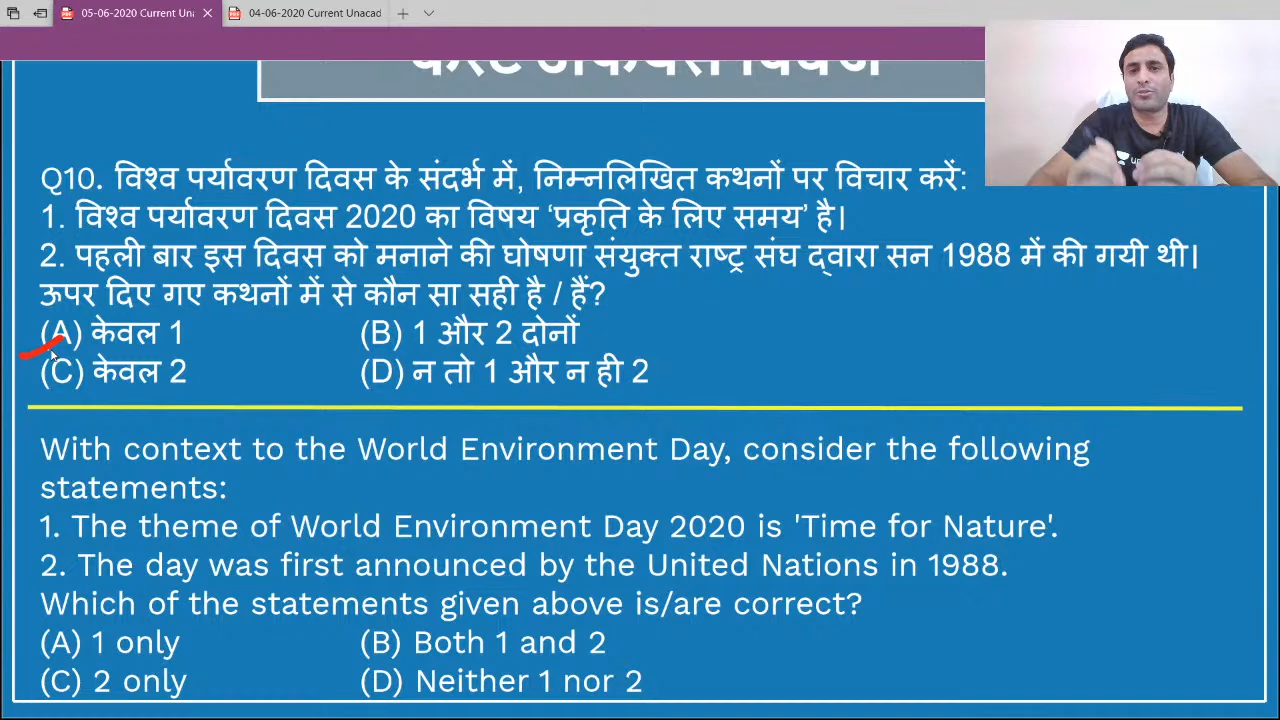 05-06-2020 Current Una
04-06-2020 Current Unacad
Q10. विश्व पर्यावरण दिवस के संदर्भ में, निम्नलिखित कथनों पर विचार करें:
1. विश्व पर्यावरण दिवस 2020 का विषय ‘प्रकृति के लिए समय’ है।
2. पहली बार इस दिवस को मनाने की घोषणा संयुक्त राष्ट्र संघ द्वारा सन 1988 में की गयी थी।
ऊपर दिए गए कथनों में से कौन सा सही है / हैं?
(A) केवल 1 (B) 1 और 2 दोनों
(C) केवल 2 (D) न तो 1 और न ही 2
With context to the World Environment Day, consider the following
statements:
1. The theme of World Environment Day 2020 is 'Time for Nature'.
2. The day was first announced by the United Nations in 1988.
Which of the statements given above is/are correct?
(A) 1 only (B) Both 1 and 2
(C) 2 only (D) Neither 1 nor 2